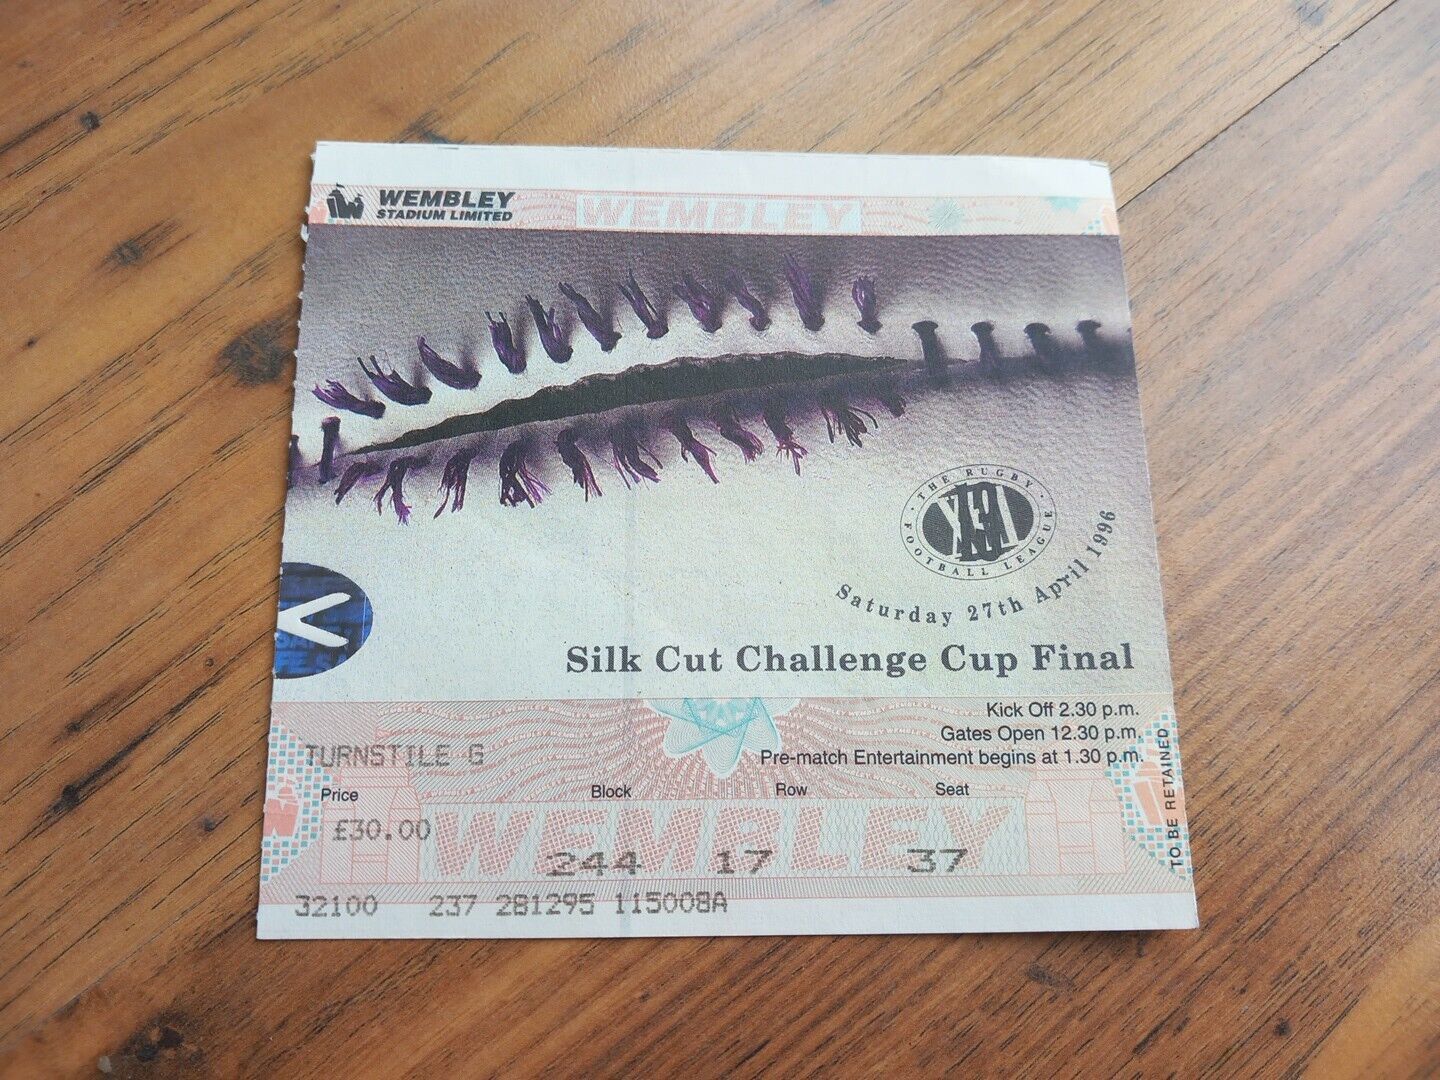 WEMBLEY
STADIUM LIMITED
WEMBLEY
THE RUGBY FOOTBALL LEAGUE
Saturday 27th April 1996
Silk Cut Challenge Cup Final
Kick Off 2.30 p.m.
Gates Open 12.30 p.m.
Pre-match Entertainment begins at 1.30 p.m.
TURNSTILE G
Price Block Row Seat
£30.00
WEMBLEY
244 17 37
32100 237 281295 115008A
TO BE RETAINED